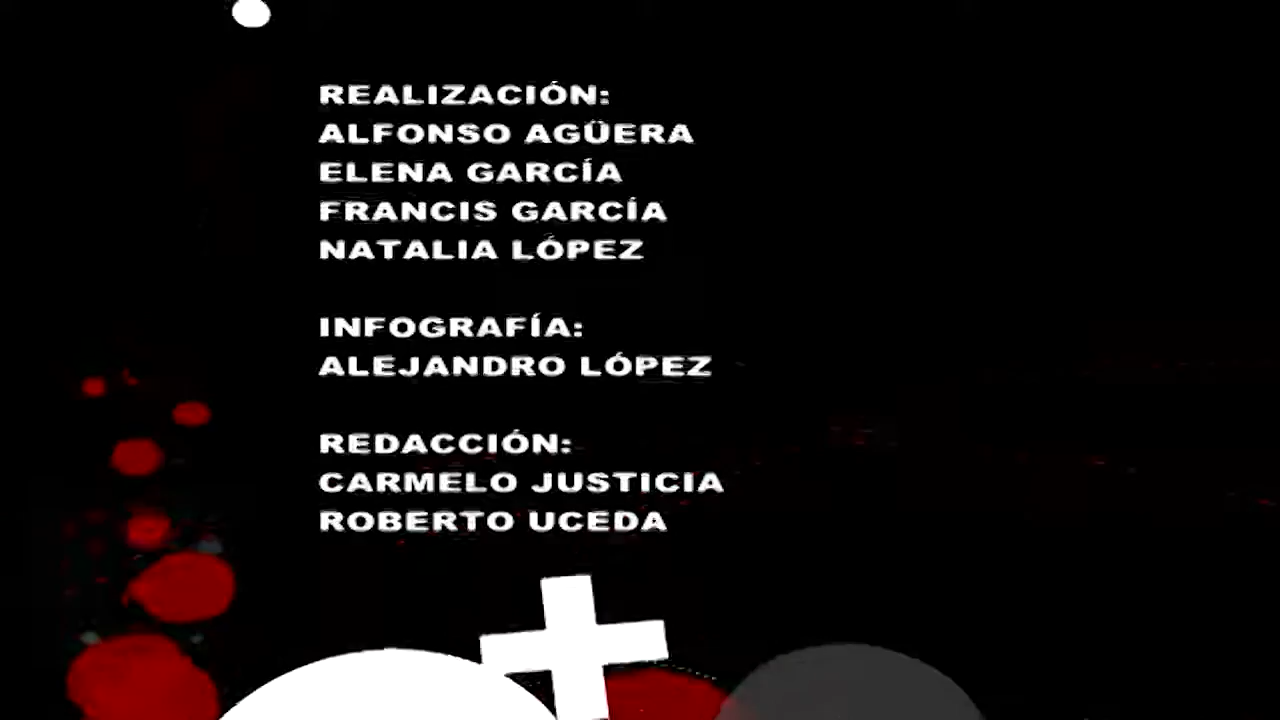 REALIZACIÓN:
ALFONSO AGÜERA
ELENA GARCÍA
FRANCIS GARCÍA
NATALIA LÓPEZ
INFOGRAFÍA:
ALEJANDRO LÓPEZ
REDACCIÓN:
CARMELO JUSTICIA
ROBERTO UCEDA